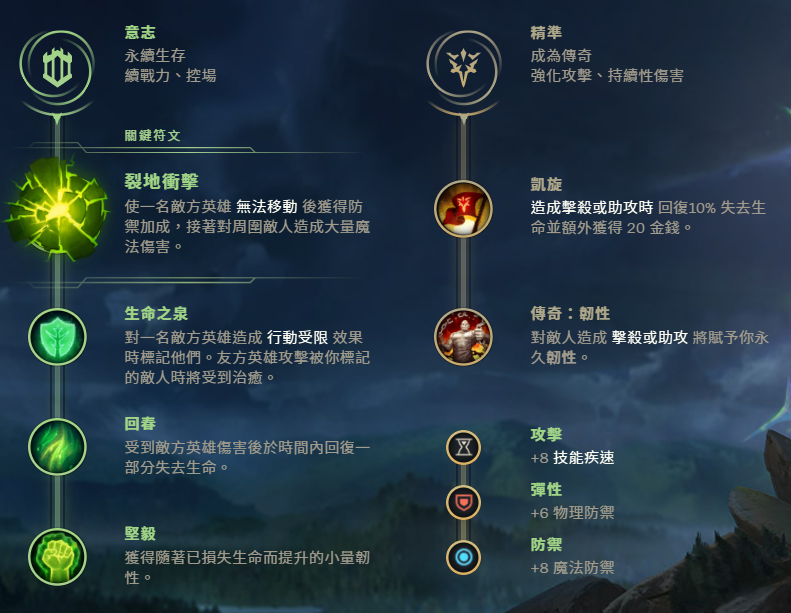 意志
永續生存
續戰力、控場
關鍵符文
裂地衝擊
使一名敵方英雄 無法移動 後獲得防
禦加成，接著對周圍敵人造成大量魔
法傷害。
生命之泉
對一名敵方英雄造成 行動受限 效果
時標記他們。友方英雄攻擊被你標記
的敵人時將受到治癒。
回春
受到敵方英雄傷害後於時間內回復一
部分失去生命。
堅毅
獲得隨著已損失生命而提升的小量韌
性。
精準
成為傳奇
強化攻擊、持續性傷害
凱旋
造成擊殺或助攻時 回復10% 失去生
命並額外獲得 20 金錢。
傳奇：韌性
對敵人造成 擊殺或助攻 將賦予你永
久韌性。
攻擊
+8 技能疾速
彈性
+6 物理防禦
防禦
+8 魔法防禦